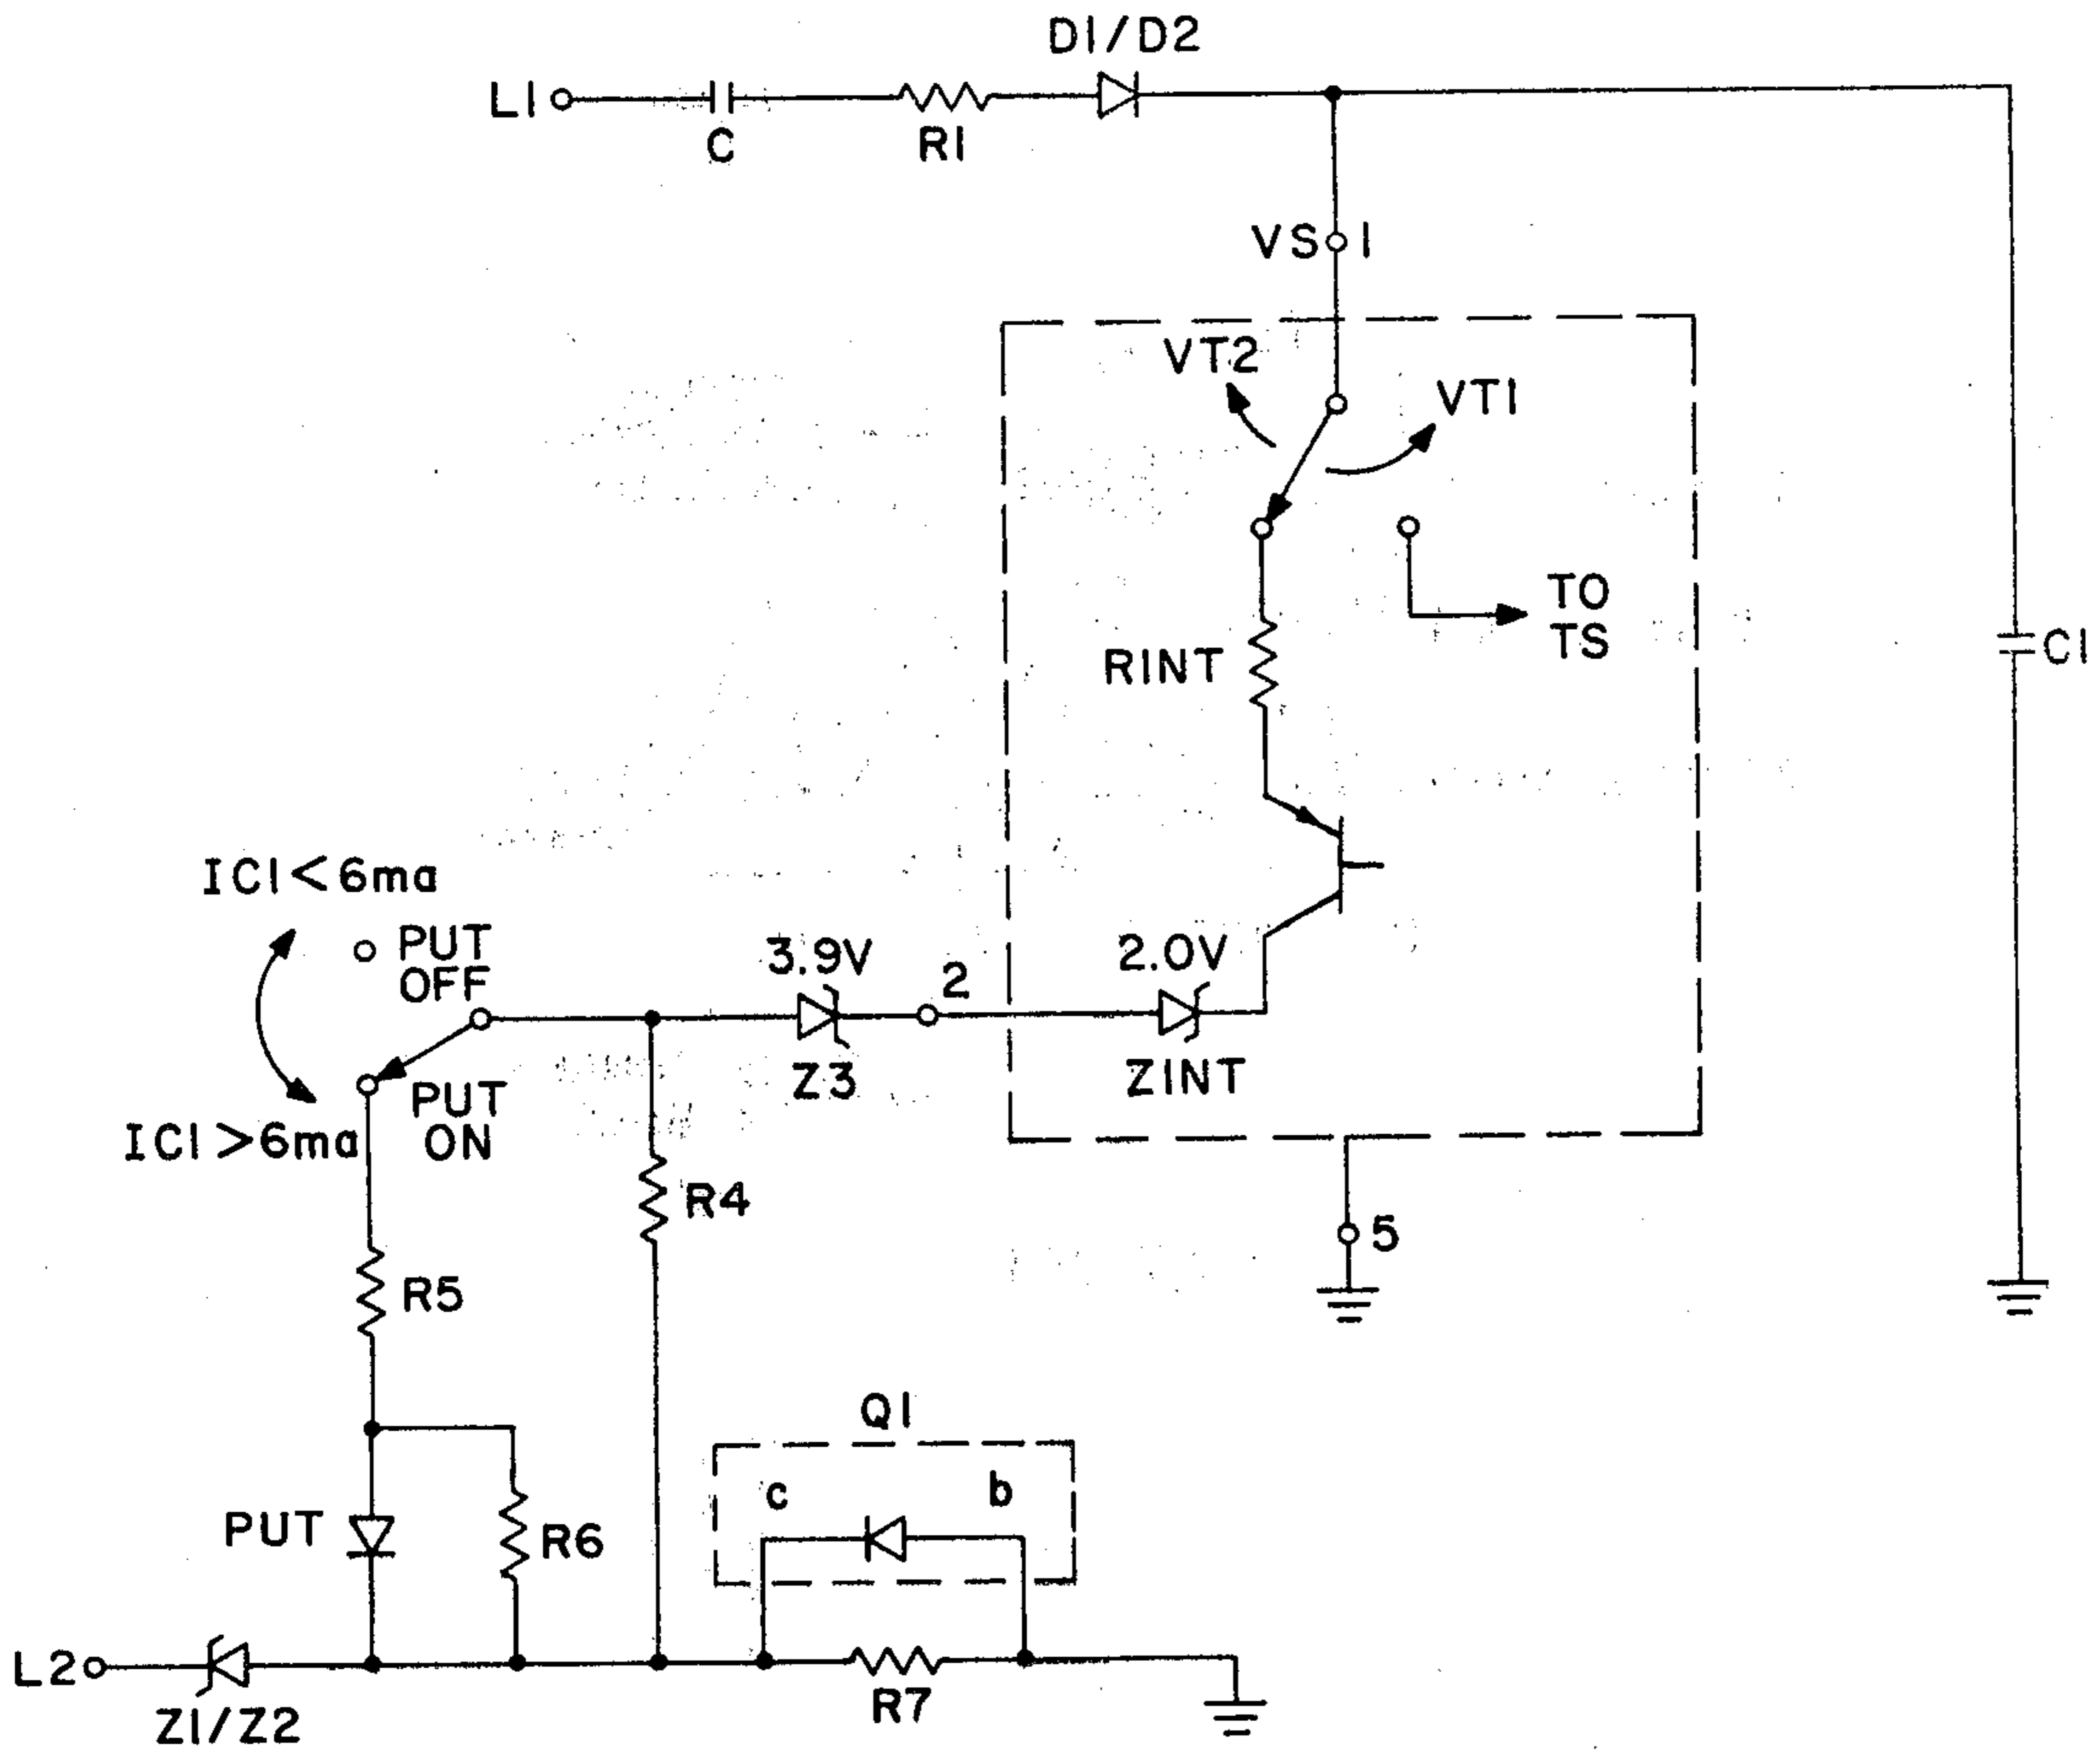 D1/D2
L1
C
R1
VS 1
VT2
VT1
TO
TS
RINT
C1
IC1<6ma
PUT
OFF
3.9V
2
2.0V
Z3
ZINT
PUT
ON
IC1>6ma
R4
5
R5
Q1
c b
PUT
R6
L2
R7
Z1/Z2